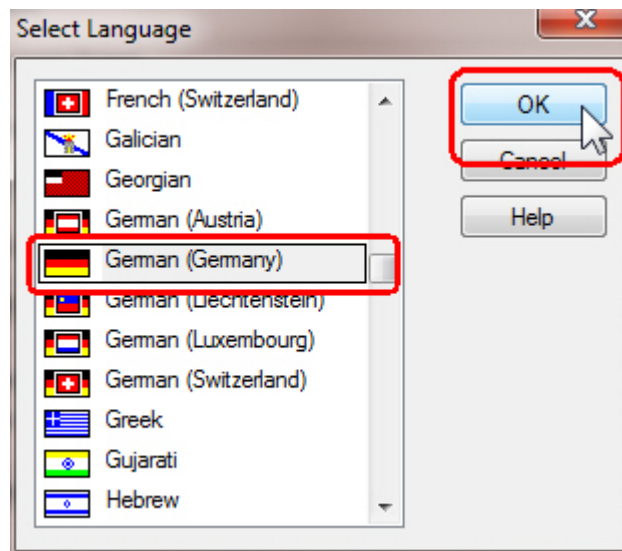 Select Language
French (Switzerland)
Galician
Georgian
German (Austria)
German (Germany)
German (Liechtenstein)
German (Luxembourg)
German (Switzerland)
Greek
Gujarati
Hebrew
OK
Cancel
Help